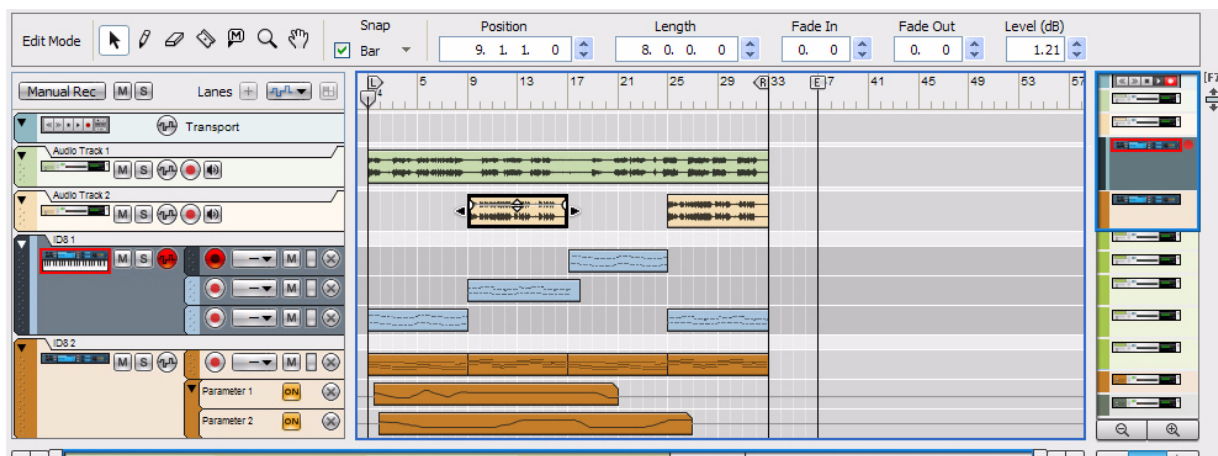 Snap Position Length Fade In Fade Out Level (dB)
Edit Mode M Bar 9. 1. 1. 0 8. 0. 0. 0 0. 0 0. 0 1.21
Manual Rec M S Lanes L 4 5 9 13 17 21 25 29 R 33 E 7 41 45 49 53 57 [F7
Transport
Audio Track 1
M S
Audio Track 2
M S
ID8 1
M S M
M
M
ID8 2
M S M
Parameter 1 ON
Parameter 2 ON